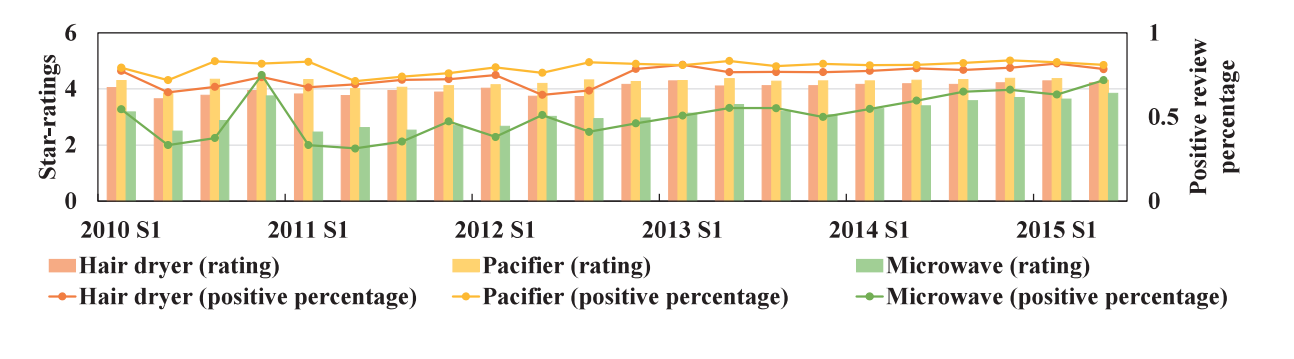 6
4
2
0
Star-ratings
1
0.5
0
Positive review
percentage
2010 S1 2011 S1 2012 S1 2013 S1 2014 S1 2015 S1
Hair dryer (rating) Pacifier (rating) Microwave (rating)
Hair dryer (positive percentage) Pacifier (positive percentage) Microwave (positive percentage)